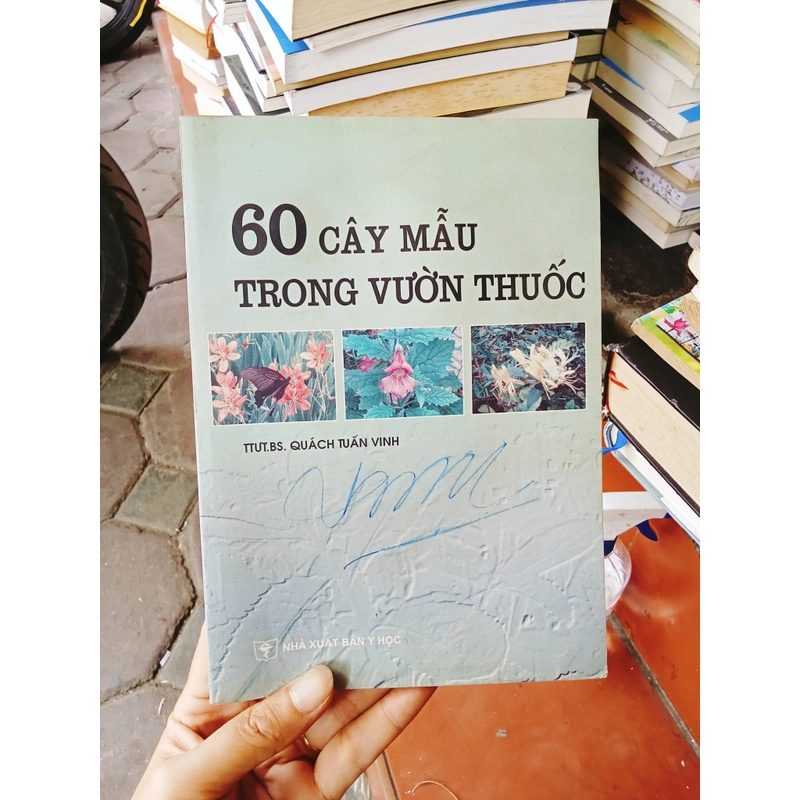 60 CÂY MẪU
TRONG VƯỜN THUỐC
TTƯT.BS. QUÁCH TUẤN VINH
NHÀ XUẤT BẢN Y HỌC